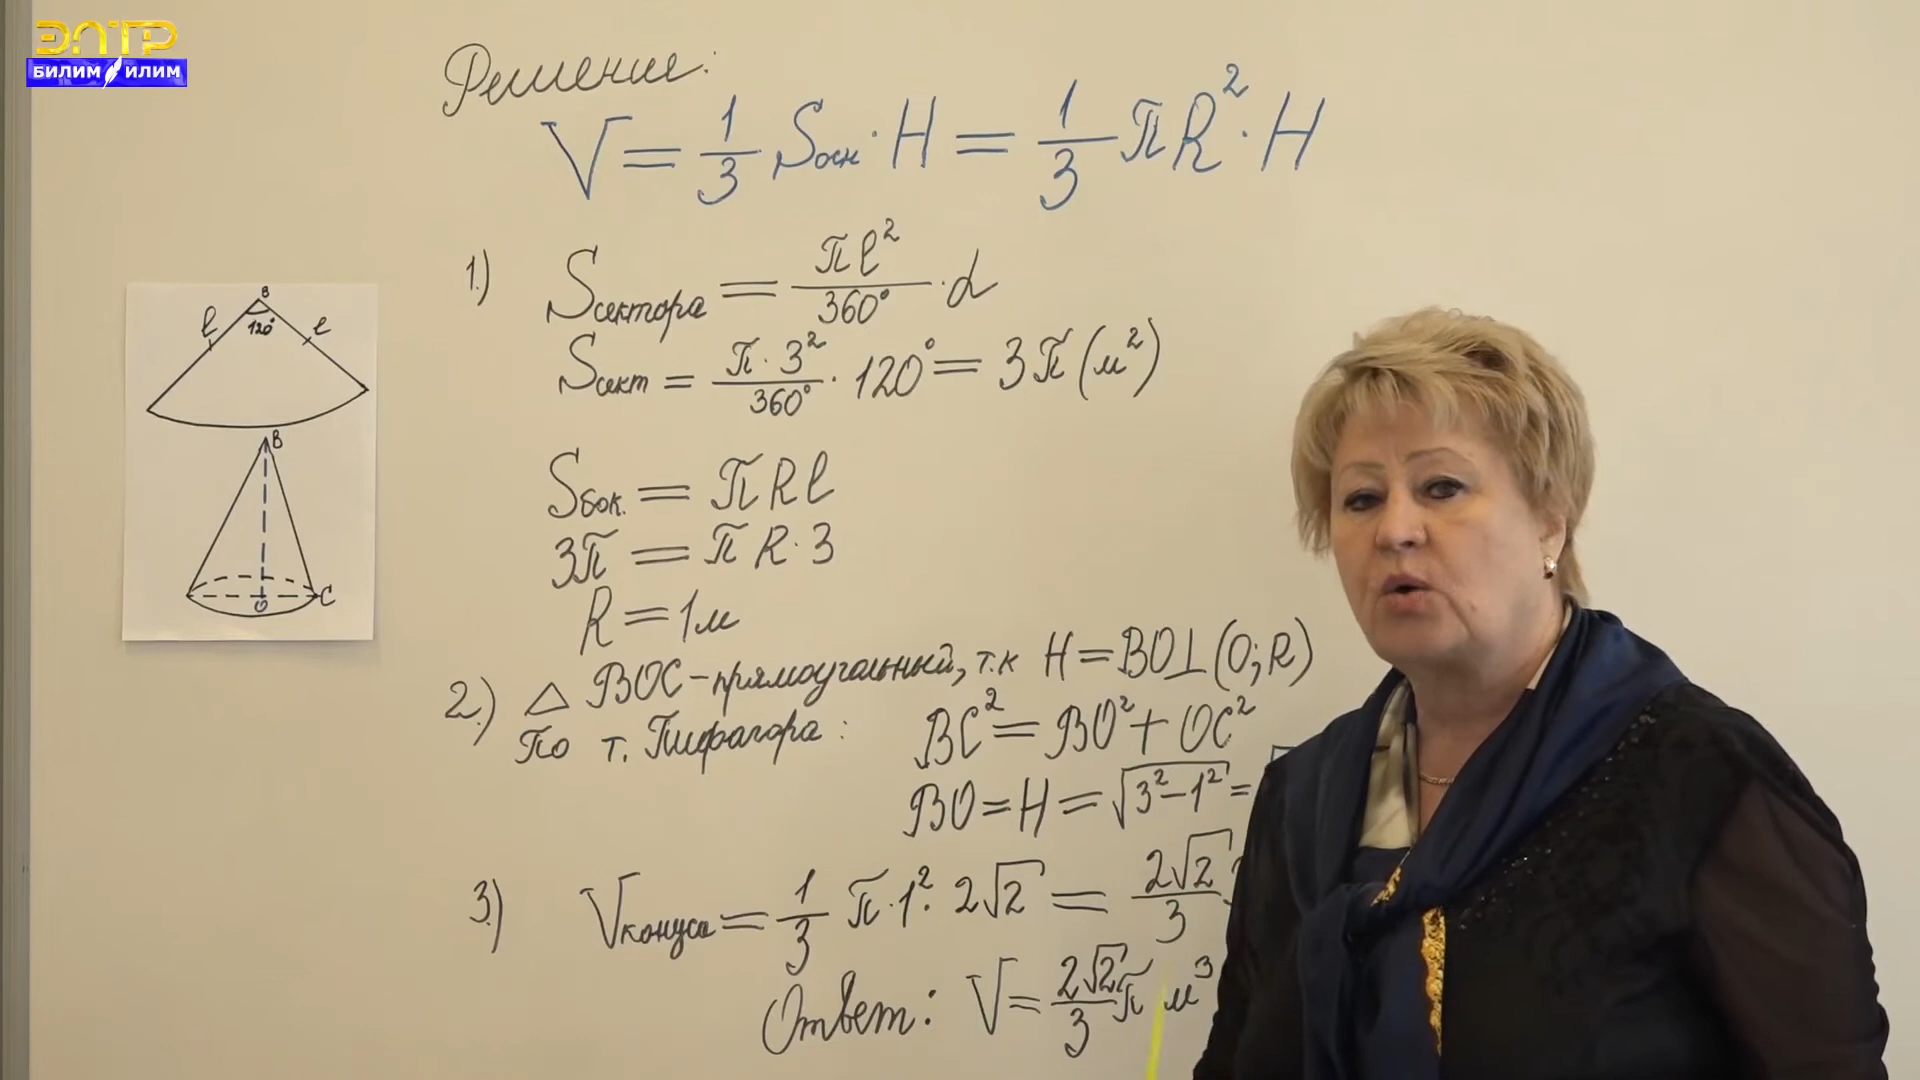 ЭЛТР
БИЛИМ ИЛИМ
Решение:
V = 1/3 Sосн · H = 1/3 πR² · H
1.) Sсектора = πl²/360° · α
Sсект = π · 3²/360° · 120° = 3π (м²)
Sбок. = πRl
3π = πR · 3
R = 1м
2.) △ BOC – прямоугольный, т.к H = BO⊥(O; R)
По т. Пифагора: BC² = BO² + OC²
BO = H = √3² – 1² =
3.) Vконуса = 1/3 π · 1² · 2√2 = 2√2/3
Ответ: V = 2√2/3 π м³
B
l 120° l
B
O C